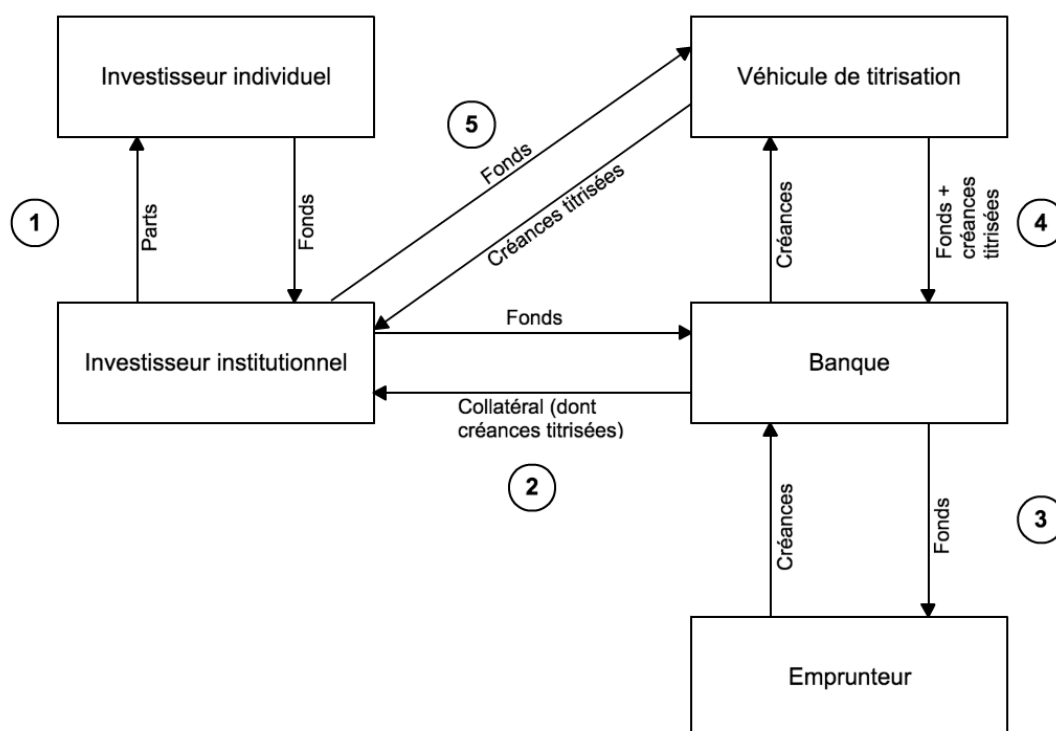 Investisseur individuel
Véhicule de titrisation
5
Fonds
Créances titrisées
1
Parts
Fonds
Créances
Fonds +
créances
titrisées
4
Investisseur institutionnel
Fonds
Banque
Collatéral (dont
créances titrisées)
2
Créances
Fonds
3
Emprunteur